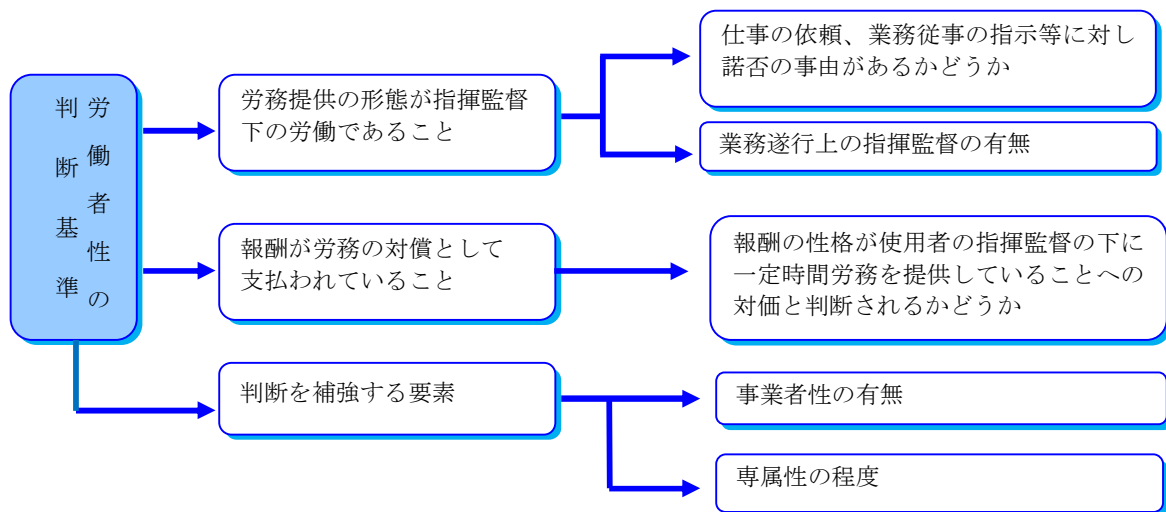 労働者性の
判断基準
労務提供の形態が指揮監督
下の労働であること
仕事の依頼、業務従事の指示等に対し
諾否の事由があるかどうか
業務遂行上の指揮監督の有無
報酬が労務の対償として
支払われていること
報酬の性格が使用者の指揮監督の下に
一定時間労務を提供していることへの
対価と判断されるかどうか
判断を補強する要素
事業者性の有無
専属性の程度